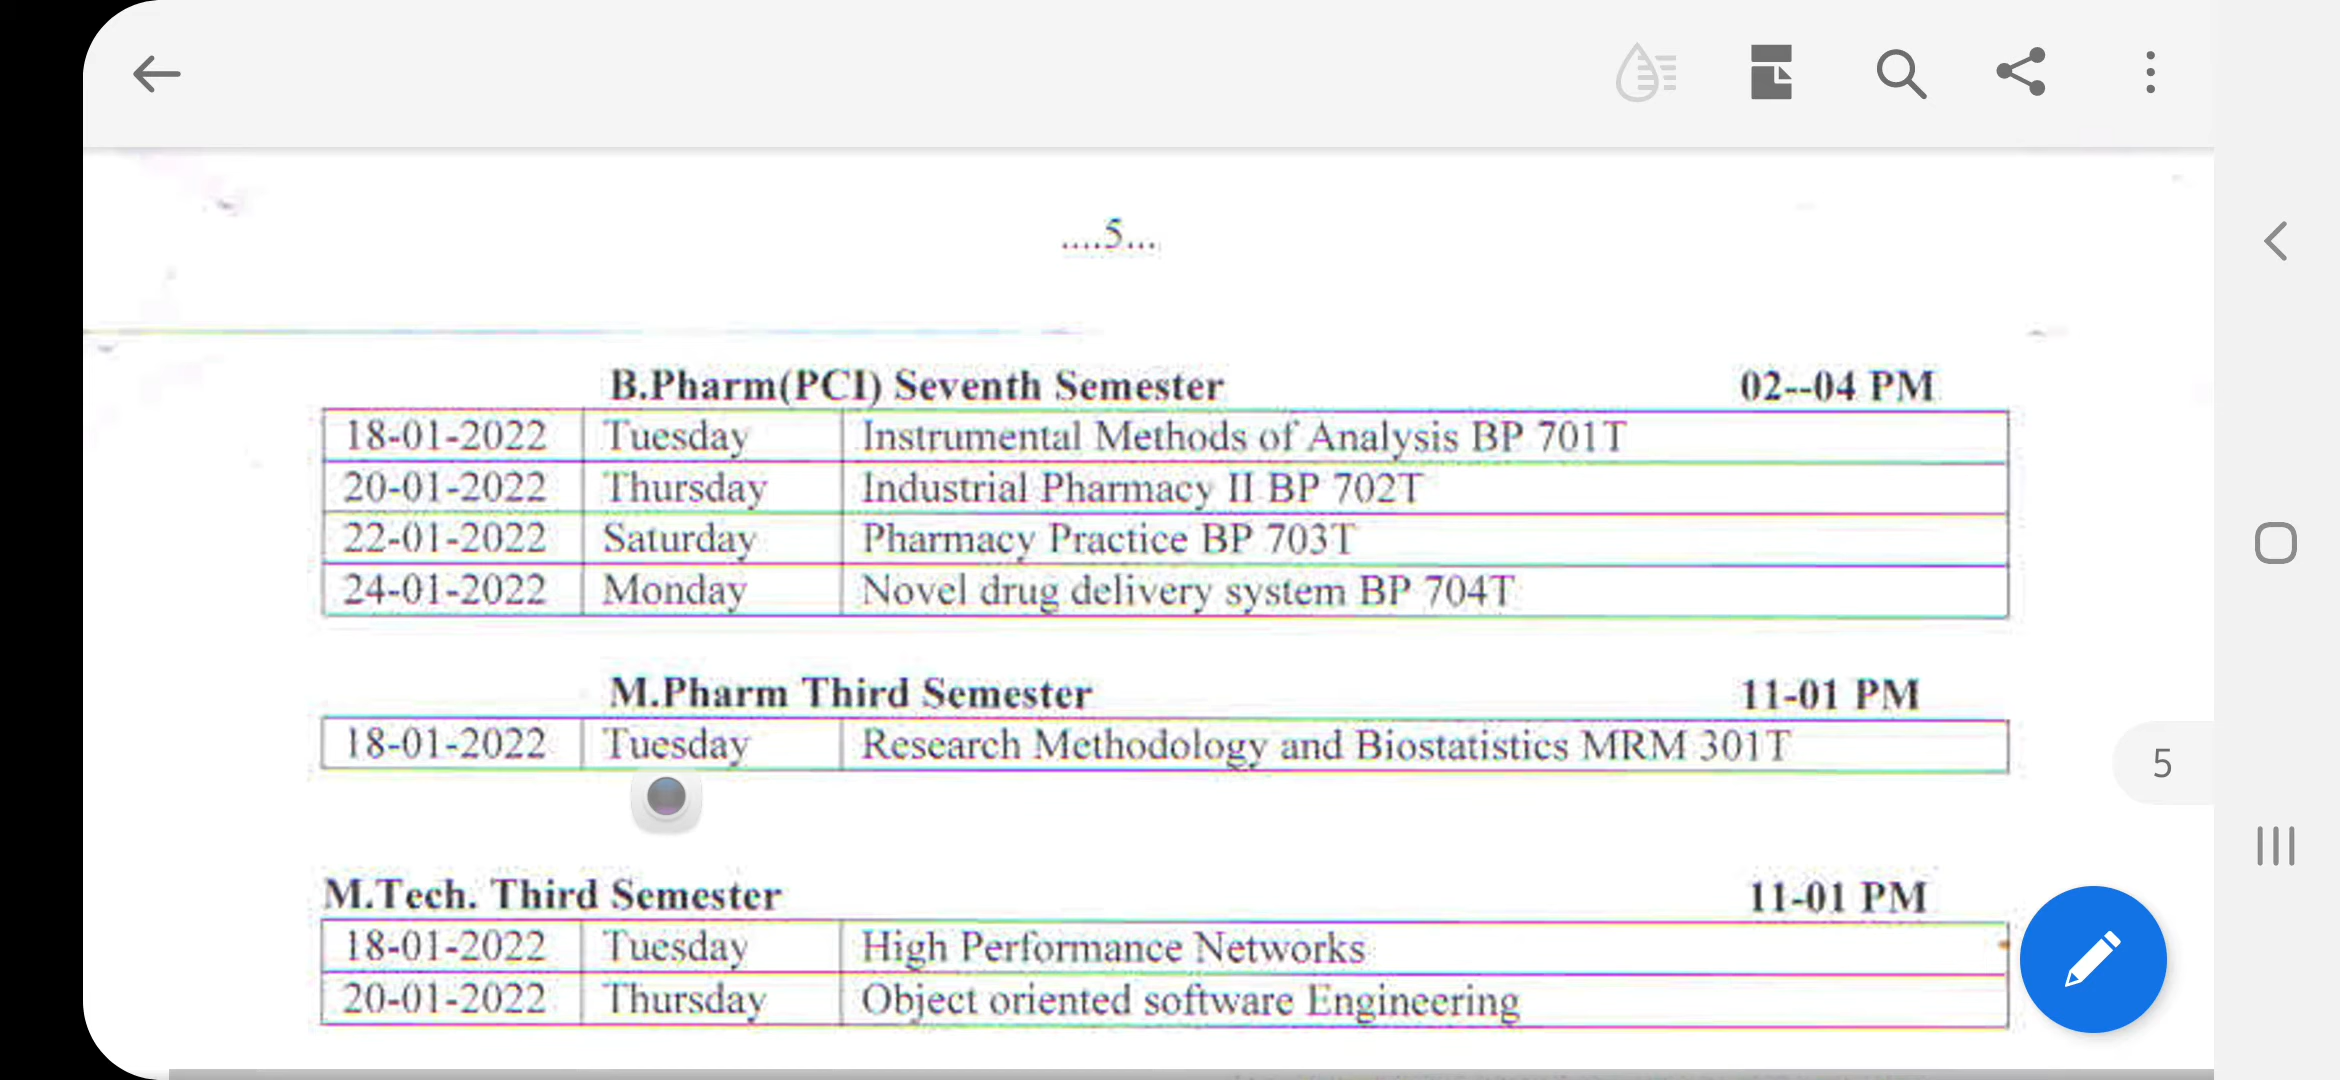 ....5...
B.Pharm(PCI) Seventh Semester 02--04 PM
18-01-2022 Tuesday Instrumental Methods of Analysis BP 701T
20-01-2022 Thursday Industrial Pharmacy II BP 702T
22-01-2022 Saturday Pharmacy Practice BP 703T
24-01-2022 Monday Novel drug delivery system BP 704T
M.Pharm Third Semester 11-01 PM
18-01-2022 Tuesday Research Methodology and Biostatistics MRM 301T
5
M.Tech. Third Semester 11-01 PM
18-01-2022 Tuesday High Performance Networks
20-01-2022 Thursday Object oriented software Engineering